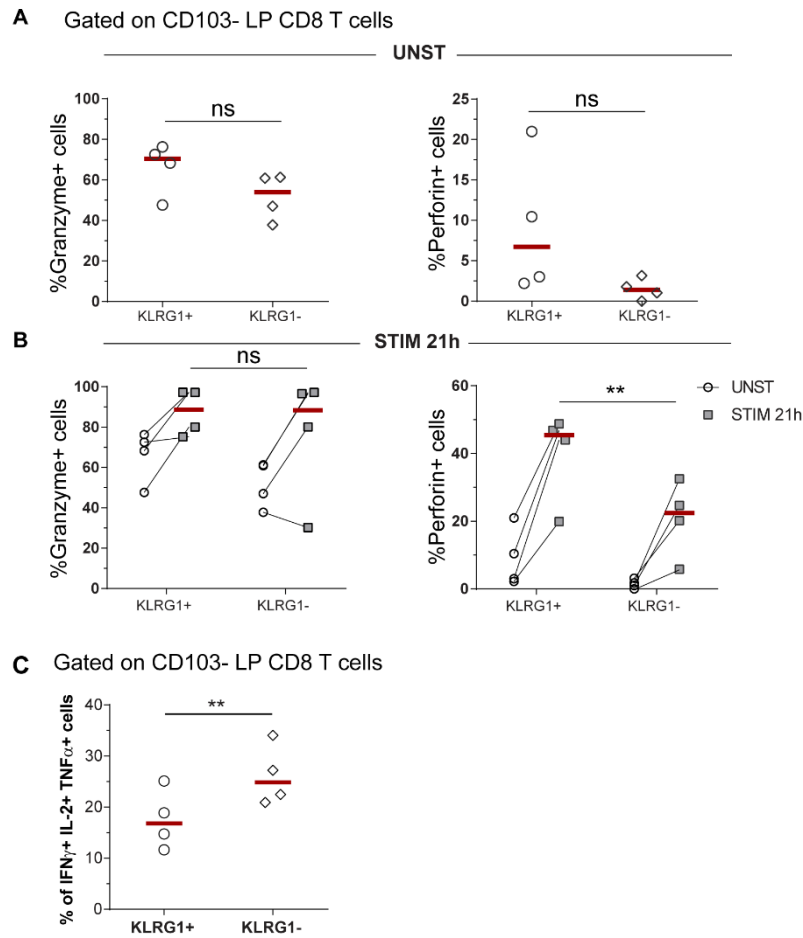 A Gated on CD103- LP CD8 T cells
UNST
%Granzyme+ cells
100
80
60
40
20
0
ns
KLRG1+
KLRG1-
%Perforin+ cells
25
20
15
10
5
0
ns
KLRG1+
KLRG1-
B
STIM 21h
%Granzyme+ cells
100
80
60
40
20
0
ns
KLRG1+
KLRG1-
%Perforin+ cells
60
40
20
0
**
KLRG1+
KLRG1-
UNST
STIM 21h
C Gated on CD103- LP CD8 T cells
% of IFNγ+ IL-2+ TNFα+ cells
40
30
20
10
0
**
KLRG1+
KLRG1-